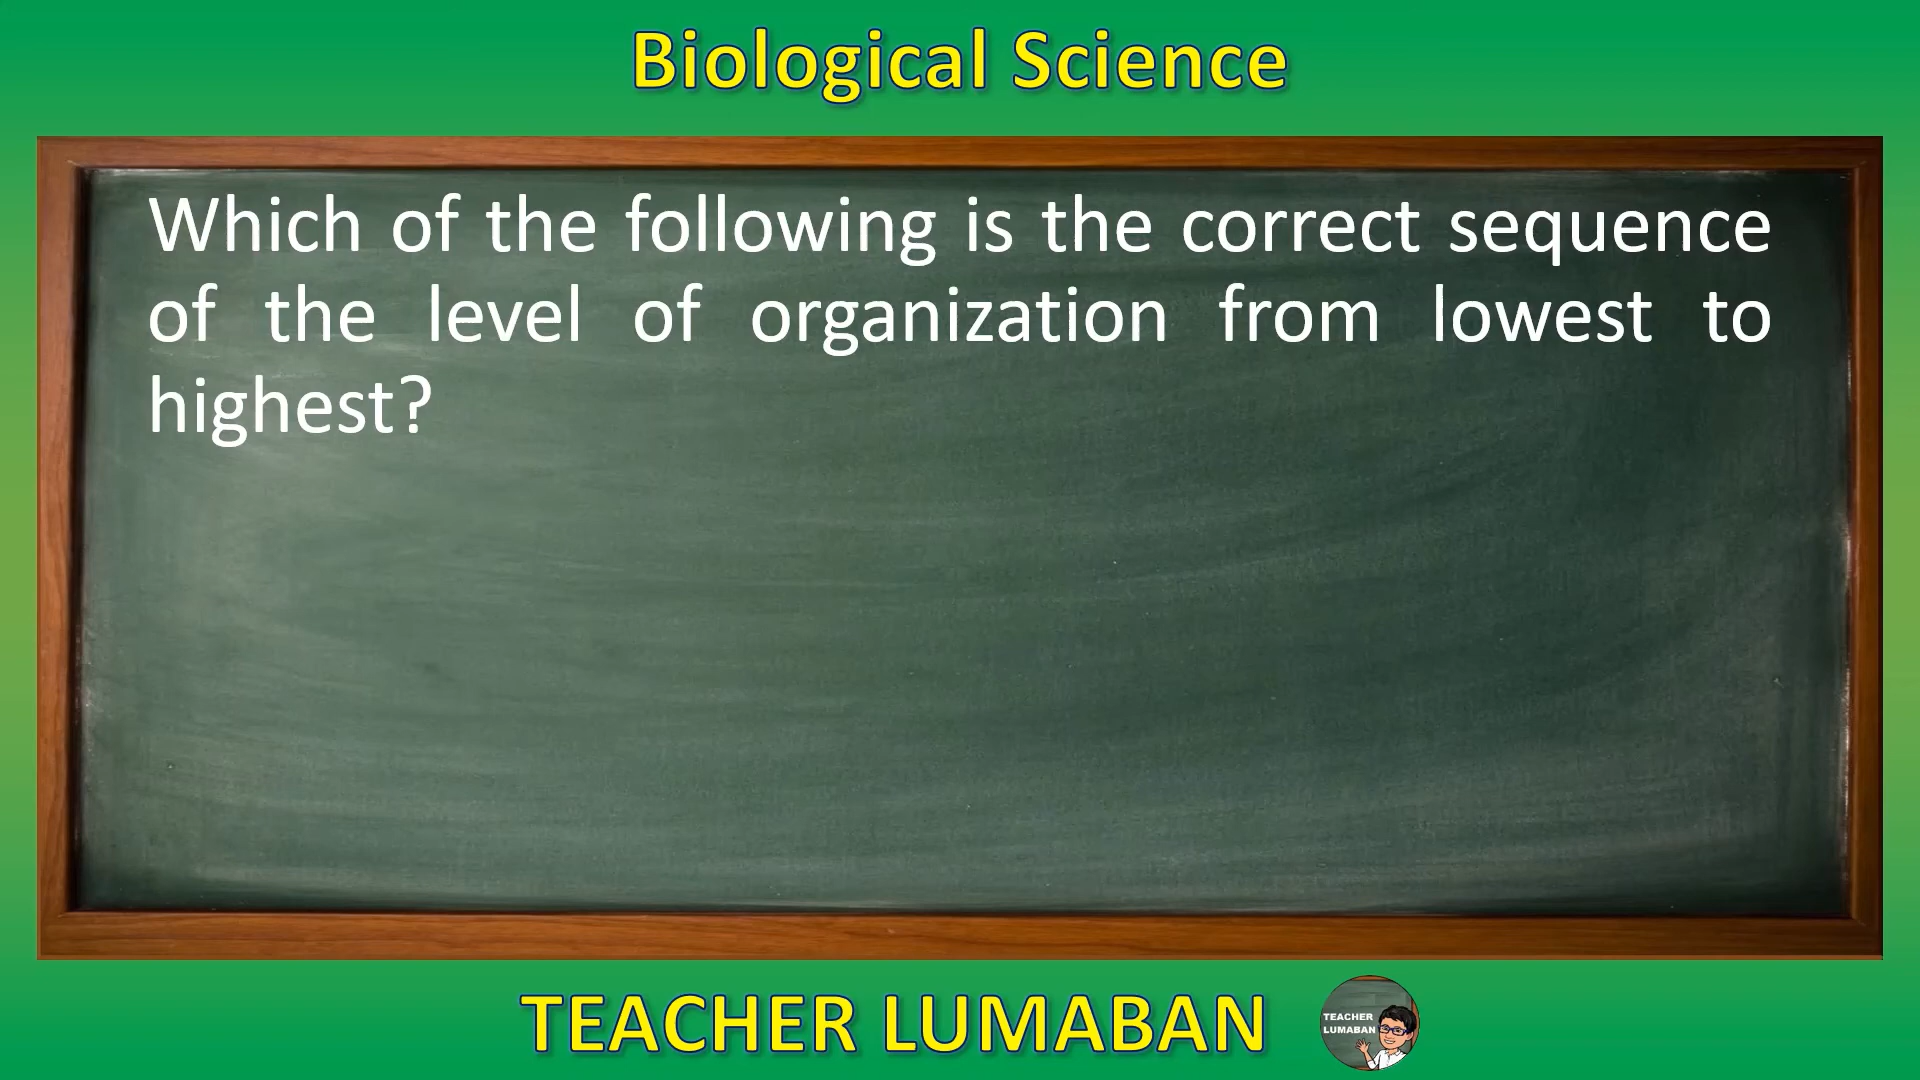 Biological Science
Which of the following is the correct sequence
of the level of organization from lowest to
highest?
TEACHER LUMABAN
TEACHER
LUMABAN